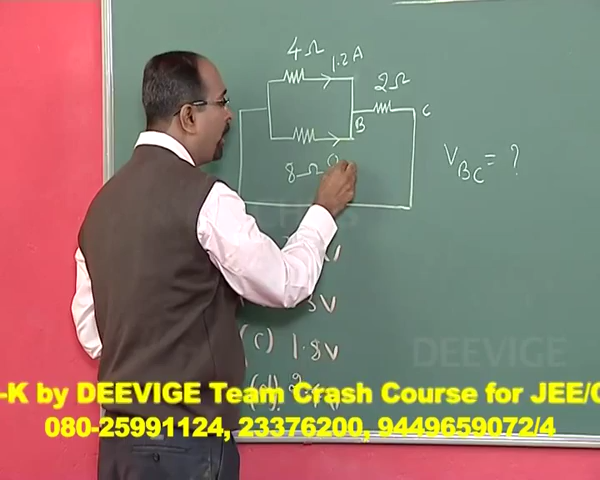 4Ω
1.2A
2Ω
B
C
8Ω
V_BC = ?
V
3V
(c) 1.8V
(d)
DEEVIGE
-K by DEEVIGE Team Crash Course for JEE/
080-25991124, 23376200, 9449659072/4